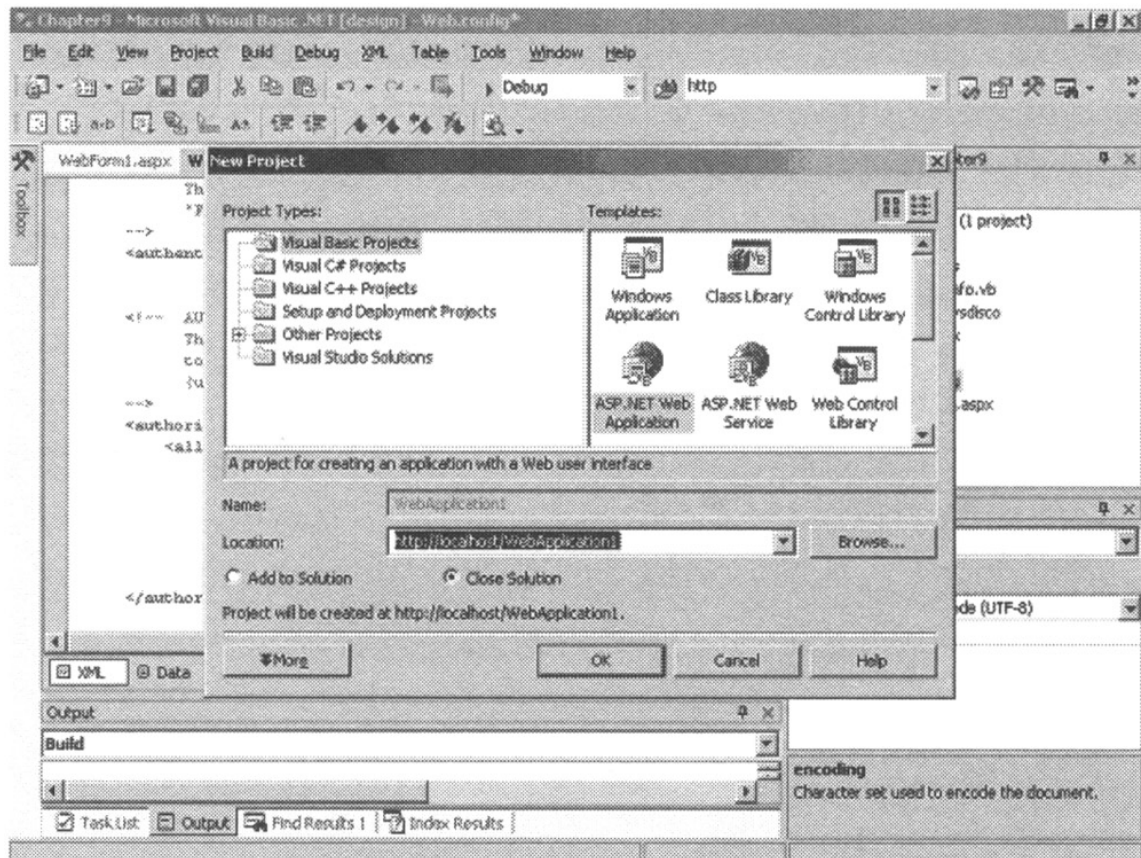 Chapter9 - Microsoft Visual Basic .NET [design] - Web.config*
File Edit View Project Build Debug XML Table Tools Window Help
Debug http
Toolbox
WebForm1.aspx W
Th
-->
<authent
<!--
Th
to
-->
<authori
<all
</author
XML Data
New Project
Project Types:
Visual Basic Projects
Visual C# Projects
Visual C++ Projects
Setup and Deployment Projects
Other Projects
Visual Studio Solutions
Templates:
Windows Application
Class Library
Windows Control Library
ASP.NET Web Application
ASP.NET Web Service
Web Control Library
A project for creating an application with a Web user interface
Name: WebApplication1
Location: http://localhost/WebApplication1 Browse...
Add to Solution Close Solution
Project will be created at http://localhost/WebApplication1.
More OK Cancel Help
ter9
(1 project)
nfo.vb
vsdisco
.aspx
de (UTF-8)
Output
Build
Task List Output Find Results 1 Index Results
encoding
Character set used to encode the document.